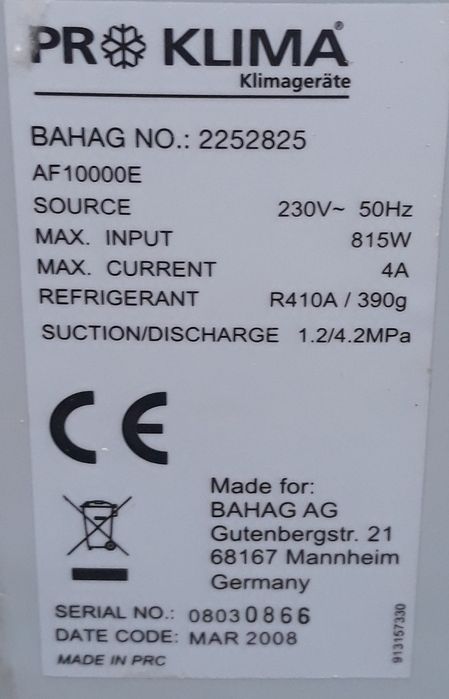 PRO KLIMA®
Klimageräte
BAHAG NO.: 2252825
AF10000E
SOURCE 230V~ 50Hz
MAX. INPUT 815W
MAX. CURRENT 4A
REFRIGERANT R410A / 390g
SUCTION/DISCHARGE 1.2/4.2MPa
CE
Made for:
BAHAG AG
Gutenbergstr. 21
68167 Mannheim
Germany
SERIAL NO.: 08030866
DATE CODE: MAR 2008
MADE IN PRC
913157330